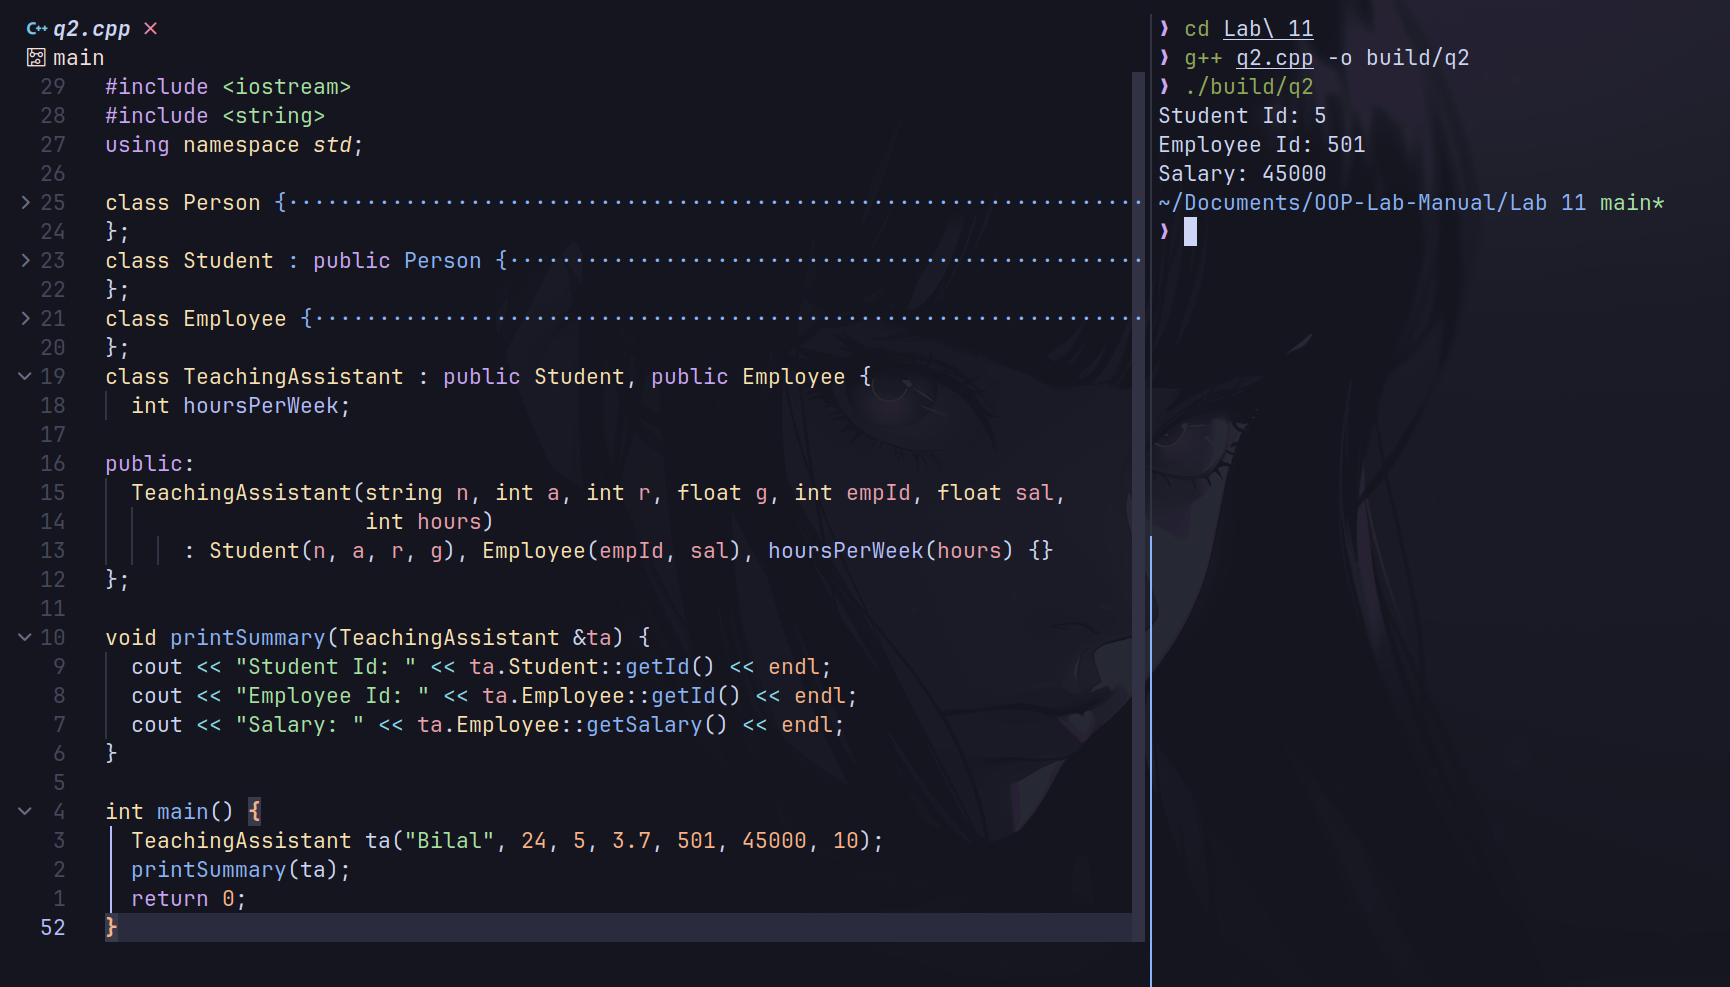 C++ q2.cpp ×
main
29 #include <iostream>
28 #include <string>
27 using namespace std;
26
25 class Person {
24 };
23 class Student : public Person {
22 };
21 class Employee {
20 };
19 class TeachingAssistant : public Student, public Employee {
18 int hoursPerWeek;
17
16 public:
15 TeachingAssistant(string n, int a, int r, float g, int empId, float sal,
14 int hours)
13 : Student(n, a, r, g), Employee(empId, sal), hoursPerWeek(hours) {}
12 };
11
10 void printSummary(TeachingAssistant &ta) {
9 cout << "Student Id: " << ta.Student::getId() << endl;
8 cout << "Employee Id: " << ta.Employee::getId() << endl;
7 cout << "Salary: " << ta.Employee::getSalary() << endl;
6 }
5
4 int main() {
3 TeachingAssistant ta("Bilal", 24, 5, 3.7, 501, 45000, 10);
2 printSummary(ta);
1 return 0;
52 }
❯ cd Lab\ 11
❯ g++ q2.cpp -o build/q2
❯ ./build/q2
Student Id: 5
Employee Id: 501
Salary: 45000
~/Documents/OOP-Lab-Manual/Lab 11 main*
❯